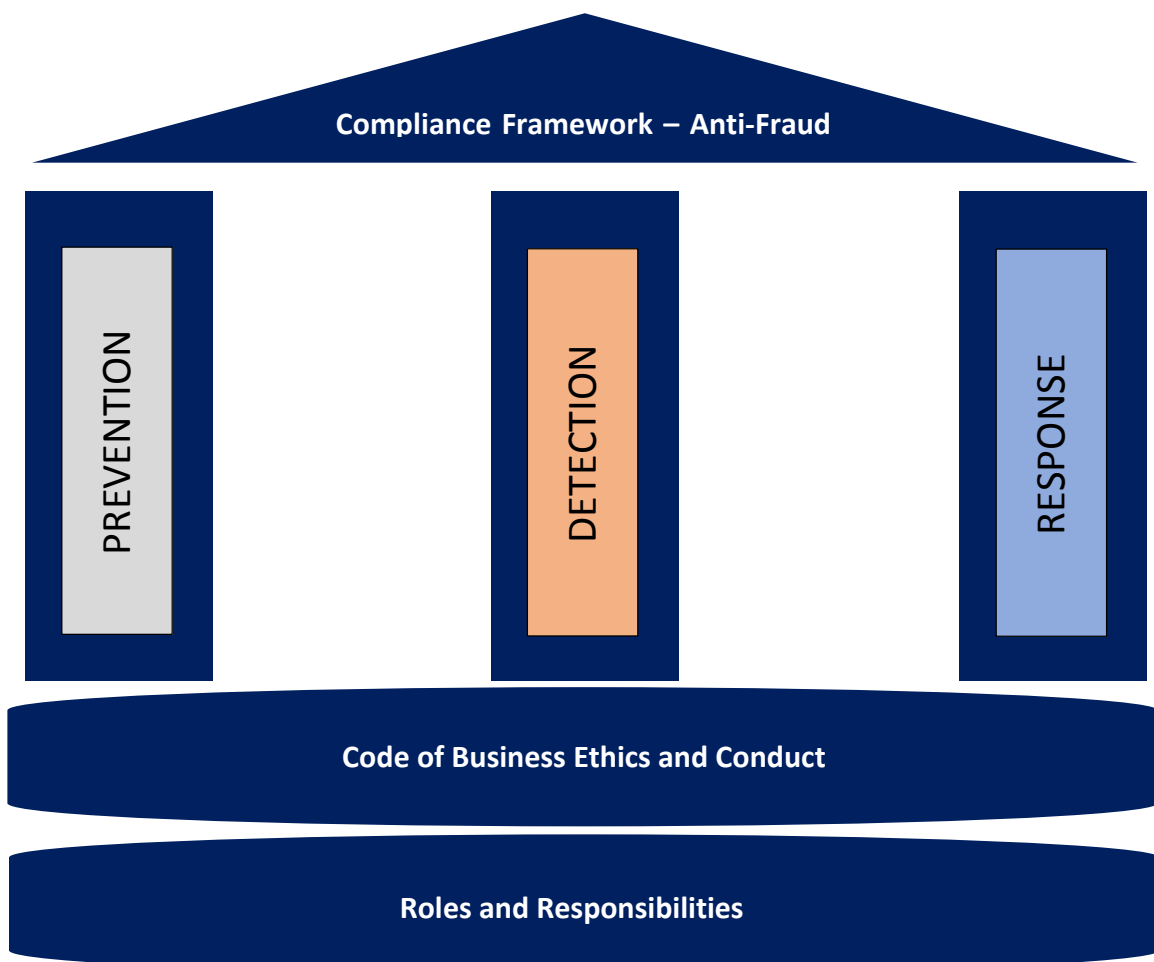 Compliance Framework – Anti-Fraud
PREVENTION
DETECTION
RESPONSE
Code of Business Ethics and Conduct
Roles and Responsibilities